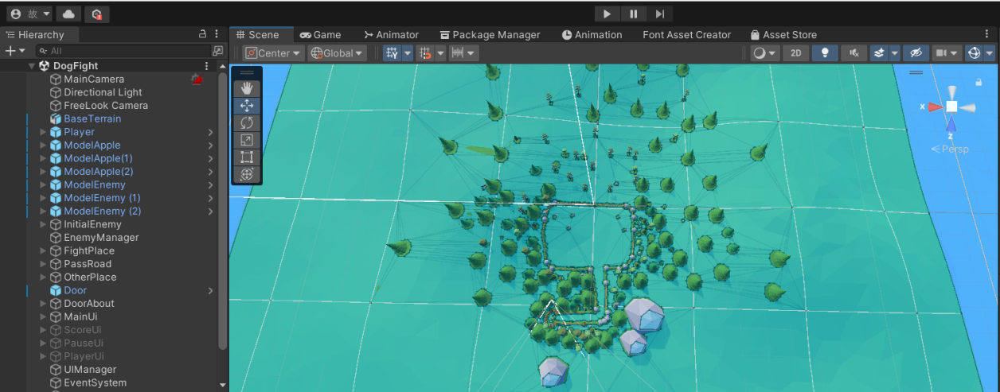 故
Hierarchy
All
DogFight
MainCamera
Directional Light
FreeLook Camera
BaseTerrain
Player
ModelApple
ModelApple(1)
ModelApple(2)
ModelEnemy
ModelEnemy (1)
ModelEnemy (2)
InitialEnemy
EnemyManager
FightPlace
PassRoad
OtherPlace
Door
DoorAbout
MainUi
ScoreUi
PauseUi
PlayerUi
UIManager
EventSystem
Scene Game Animator Package Manager Animation Font Asset Creator Asset Store
Center Global 2D
x
z
Persp